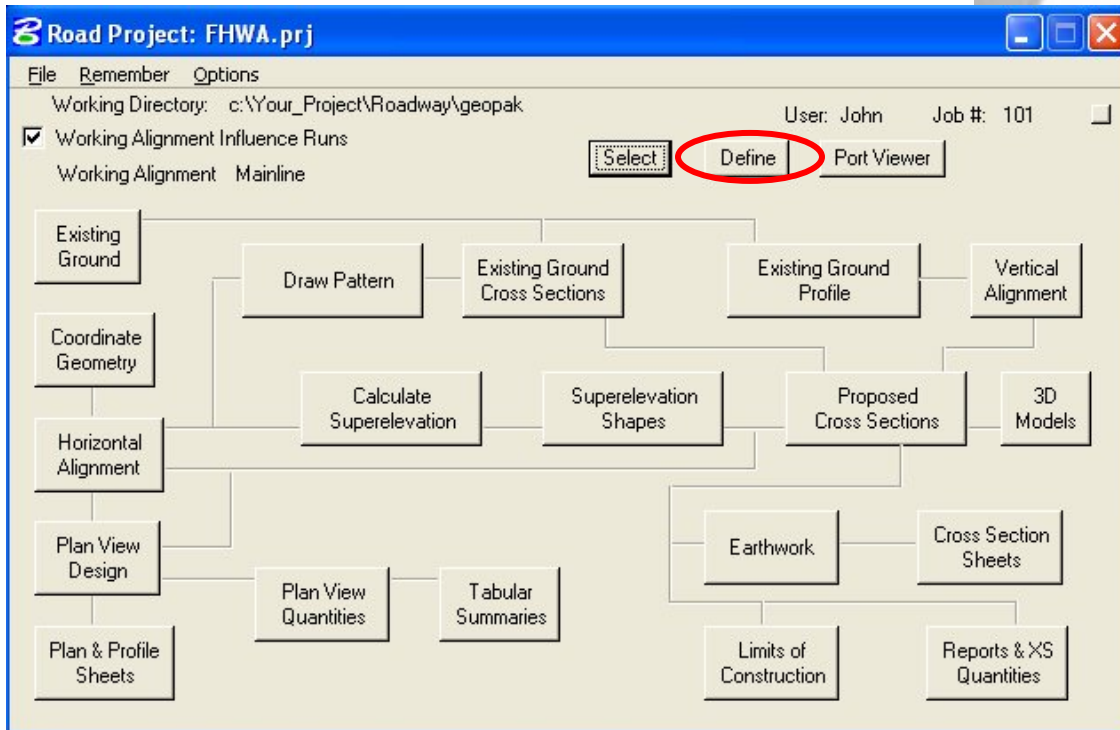 Road Project: FHWA.prj
File Remember Options
Working Directory: c:\Your_Project\Roadway\geopak
User: John Job #: 101
Working Alignment Influence Runs
Select Define Port Viewer
Working Alignment Mainline
Existing
Ground
Draw Pattern
Existing Ground
Cross Sections
Existing Ground
Profile
Vertical
Alignment
Coordinate
Geometry
Calculate
Superelevation
Superelevation
Shapes
Proposed
Cross Sections
3D
Models
Horizontal
Alignment
Plan View
Design
Earthwork
Cross Section
Sheets
Plan View
Quantities
Tabular
Summaries
Plan & Profile
Sheets
Limits of
Construction
Reports & XS
Quantities